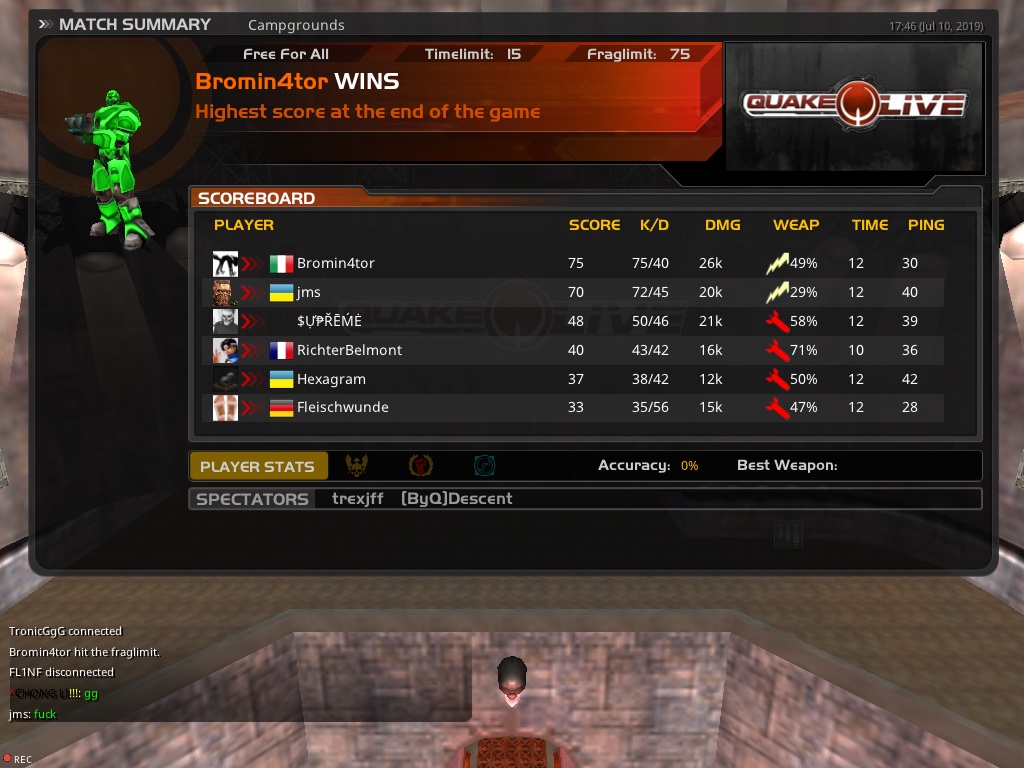 MATCH SUMMARY Campgrounds 17:46 (Jul 10, 2019)
Free For All Timelimit: 15 Fraglimit: 75
Bromin4tor WINS
Highest score at the end of the game
QUAKE LIVE
SCOREBOARD
PLAYER SCORE K/D DMG WEAP TIME PING
Bromin4tor 75 75/40 26k 49% 12 30
jms 70 72/45 20k 29% 12 40
48 50/46 21k 58% 12 39
RichterBelmont 40 43/42 16k 71% 10 36
Hexagram 37 38/42 12k 50% 12 42
Fleischwunde 33 35/56 15k 47% 12 28
PLAYER STATS Accuracy: 0% Best Weapon:
SPECTATORS trexjff [ByQ]Descent
TronicGgG connected
Bromin4tor hit the fraglimit.
FL1NF disconnected
gg
jms: fuck
REC